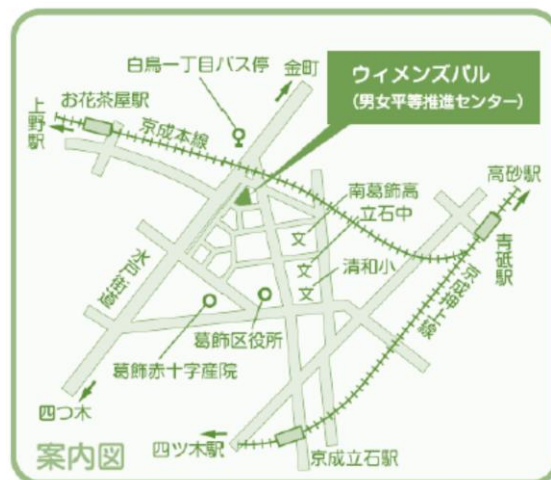 白鳥一丁目バス停
金町
ウィメンズパル
(男女平等推進センター)
お花茶屋駅
上野駅
京成本線
高砂駅
南葛飾高
立石中
清和小
文
文
文
青砥駅
水戸街道
京成押上線
葛飾区役所
葛飾赤十字産院
四つ木
四ツ木駅
京成立石駅
案内図